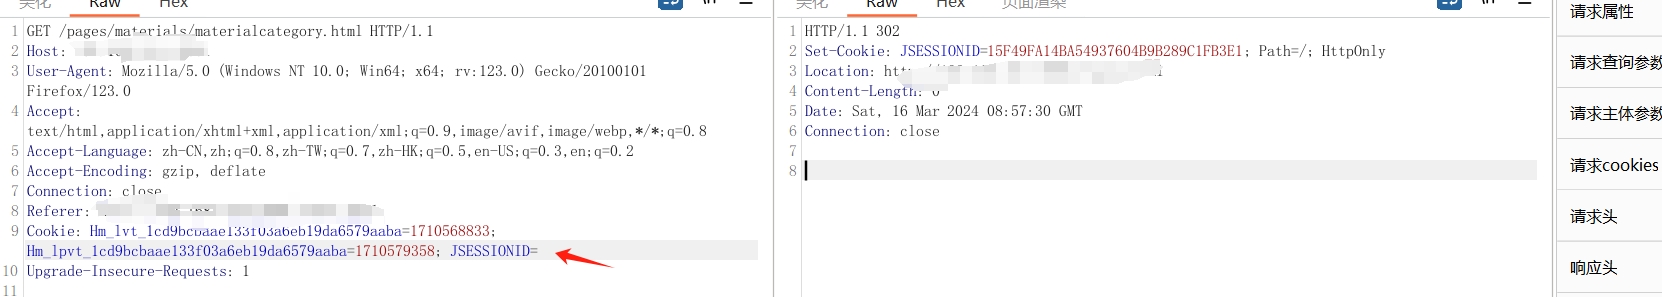 美化 Raw Hex \n
1 GET /pages/materials/materialcategory.html HTTP/1.1
2 Host:
3 User-Agent: Mozilla/5.0 (Windows NT 10.0; Win64; x64; rv:123.0) Gecko/20100101
Firefox/123.0
4 Accept:
text/html,application/xhtml+xml,application/xml;q=0.9,image/avif,image/webp,*/*;q=0.8
5 Accept-Language: zh-CN,zh;q=0.8,zh-TW;q=0.7,zh-HK;q=0.5,en-US;q=0.3,en;q=0.2
6 Accept-Encoding: gzip, deflate
7 Connection: close
8 Referer:
9 Cookie: Hm_lvt_1cd9bcbaae133f03a6eb19da6579aaba=1710568833;
Hm_lpvt_1cd9bcbaae133f03a6eb19da6579aaba=1710579358; JSESSIONID=
10 Upgrade-Insecure-Requests: 1
11
美化 Raw Hex 页面渲染 \n
1 HTTP/1.1 302
2 Set-Cookie: JSESSIONID=15F49FA14BA54937604B9B289C1FB3E1; Path=/; HttpOnly
3 Location:
4 Content-Length: 0
5 Date: Sat, 16 Mar 2024 08:57:30 GMT
6 Connection: close
7
8
请求属性
请求查询参数
请求主体参数
请求cookies
请求头
响应头